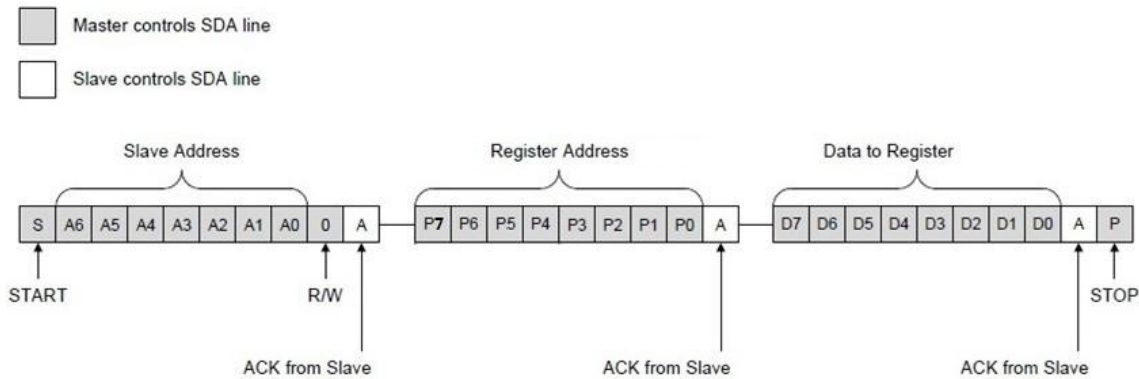 Master controls SDA line
Slave controls SDA line
Slave Address Register Address Data to Register
S A6 A5 A4 A3 A2 A1 A0 0 A P7 P6 P5 P4 P3 P2 P1 P0 A D7 D6 D5 D4 D3 D2 D1 D0 A P
START R/W STOP
ACK from Slave ACK from Slave ACK from Slave